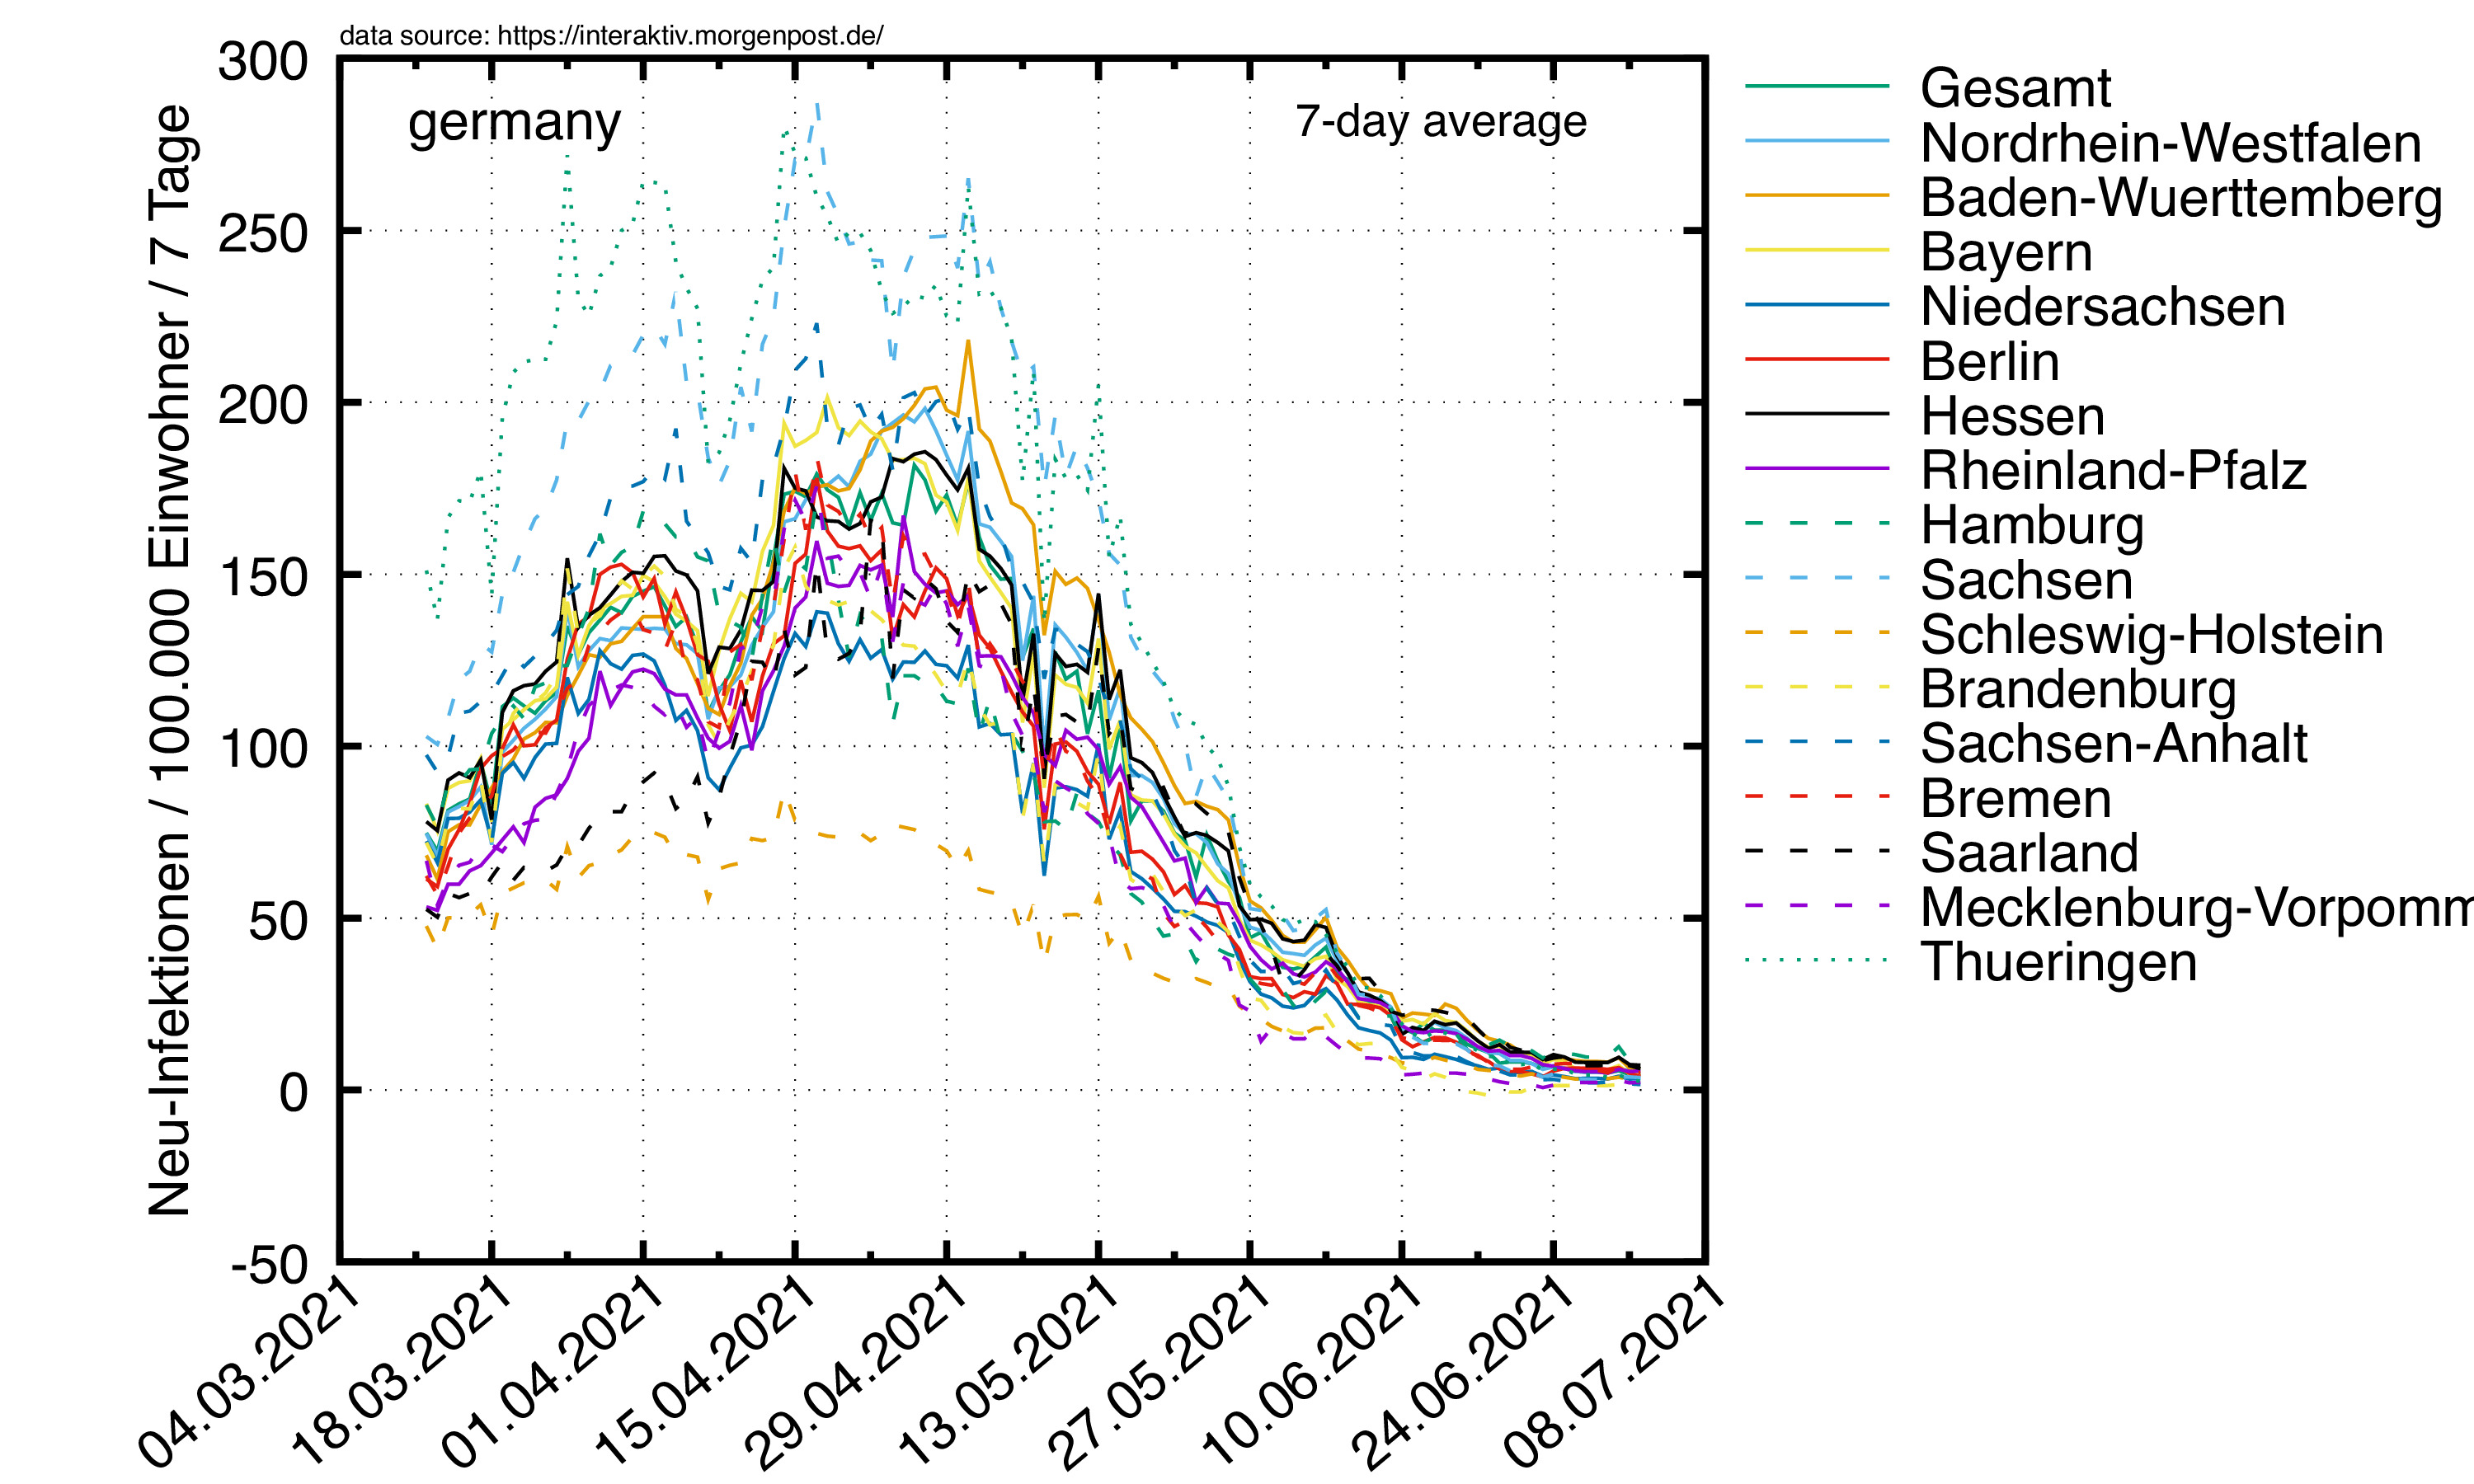 data source: https://interaktiv.morgenpost.de/
germany
7-day average
Neu-Infektionen / 100.000 Einwohner / 7 Tage
300
250
200
150
100
50
0
-50
04.03.2021
18.03.2021
01.04.2021
15.04.2021
29.04.2021
13.05.2021
27.05.2021
10.06.2021
24.06.2021
08.07.2021
Gesamt
Nordrhein-Westfalen
Baden-Wuerttemberg
Bayern
Niedersachsen
Berlin
Hessen
Rheinland-Pfalz
Hamburg
Sachsen
Schleswig-Holstein
Brandenburg
Sachsen-Anhalt
Bremen
Saarland
Mecklenburg-Vorpomm
Thueringen